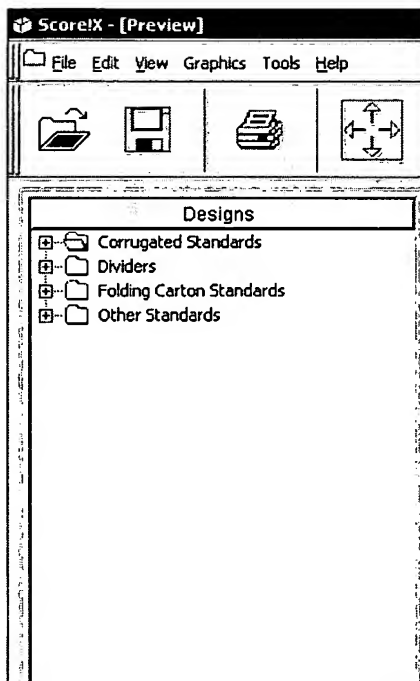 Score!X - [Preview]
File Edit View Graphics Tools Help
Designs
Corrugated Standards
Dividers
Folding Carton Standards
Other Standards